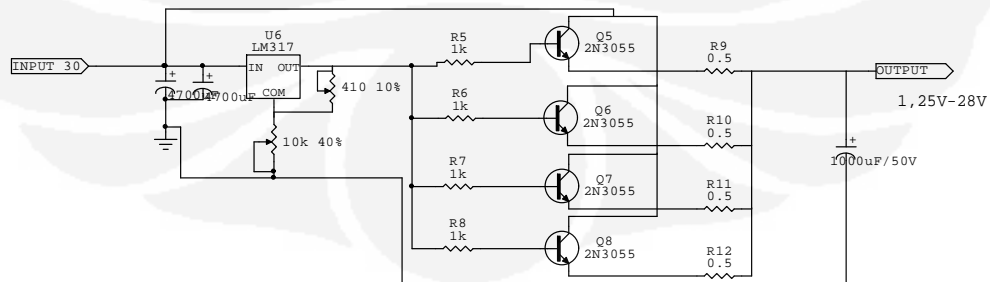 U6
LM317
INPUT 30
IN OUT
COM
4700uF
4700uF
410 10%
10k 40%
R5
1k
R6
1k
R7
1k
R8
1k
Q5
2N3055
Q6
2N3055
Q7
2N3055
Q8
2N3055
R9
0.5
R10
0.5
R11
0.5
R12
0.5
OUTPUT
1,25V-28V
+
+
+
1000uF/50V